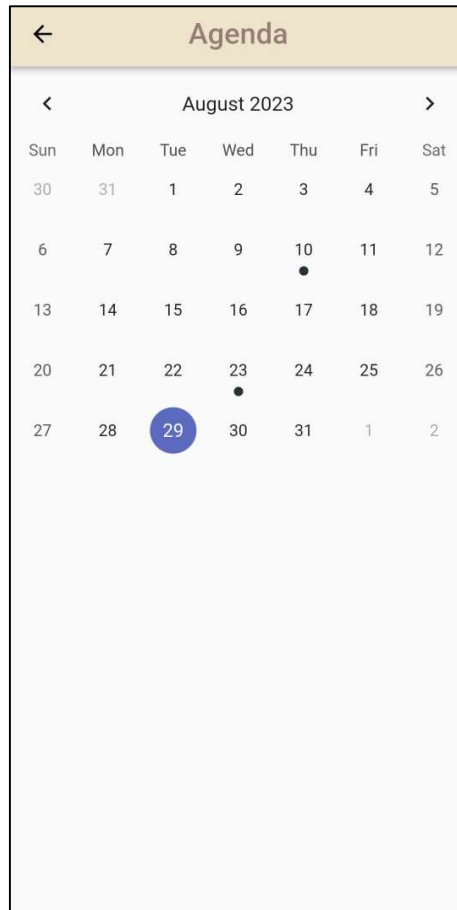 Agenda
August 2023
Sun Mon Tue Wed Thu Fri Sat
30 31 1 2 3 4 5
6 7 8 9 10 11 12
13 14 15 16 17 18 19
20 21 22 23 24 25 26
27 28 29 30 31 1 2